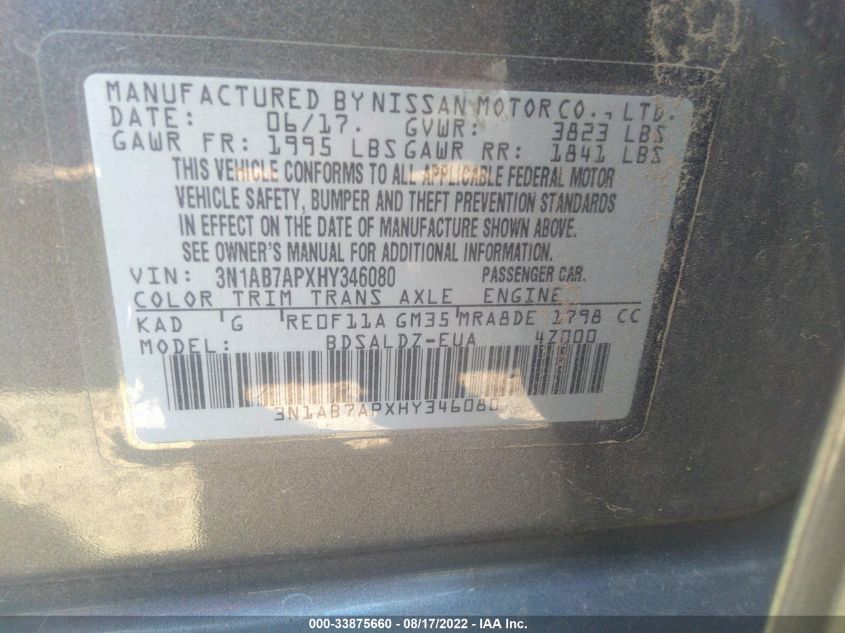 MANUFACTURED BY NISSAN MOTOR CO., LTD.
DATE: 06/17. GVWR: 3823 LBS
GAWR FR: 1995 LBS GAWR RR: 1841 LBS
THIS VEHICLE CONFORMS TO ALL APPLICABLE FEDERAL MOTOR
VEHICLE SAFETY, BUMPER AND THEFT PREVENTION STANDARDS
IN EFFECT ON THE DATE OF MANUFACTURE SHOWN ABOVE.
SEE OWNER'S MANUAL FOR ADDITIONAL INFORMATION.
VIN: 3N1AB7APXHY346080 PASSENGER CAR.
COLOR TRIM TRANS AXLE ENGINE
KAD G RE0F11A GM35 MRA8DE 1798 CC
MODEL: BDSALDZ-EUA 4Z000
3N1AB7APXHY346080
000-33875660 - 08/17/2022 - IAA, Inc.